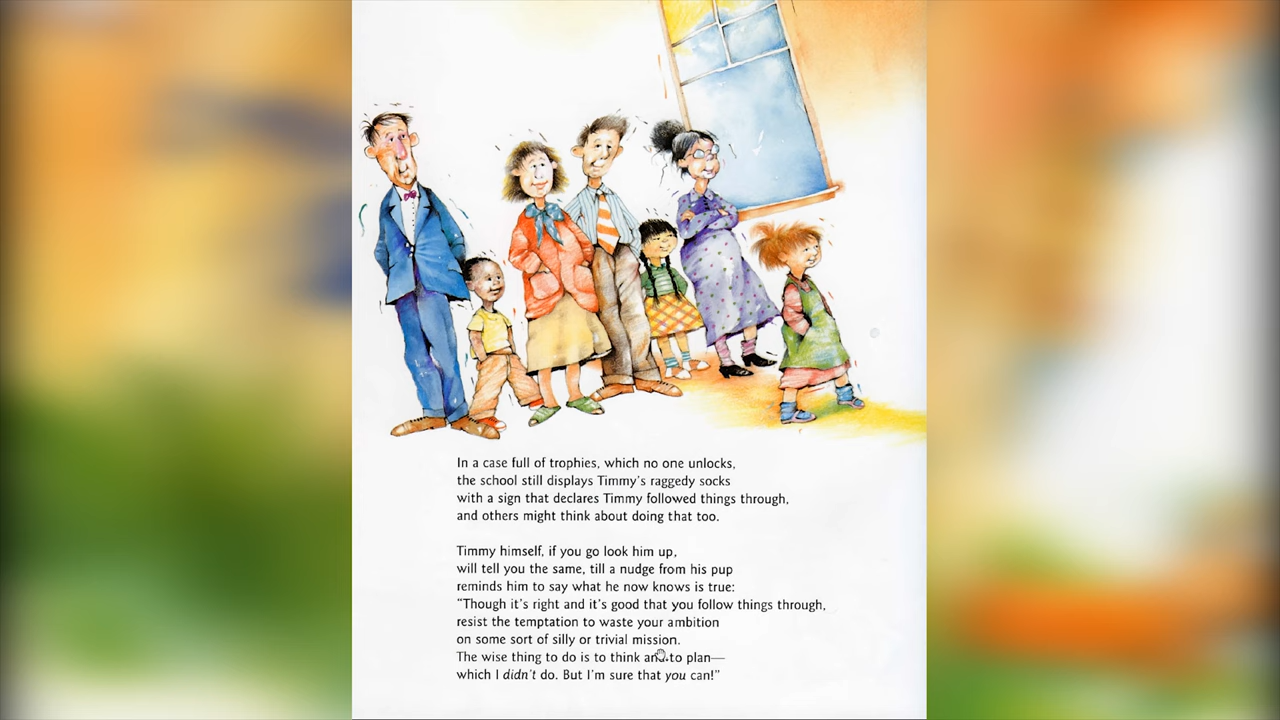 In a case full of trophies, which no one unlocks,
the school still displays Timmy's raggedy socks
with a sign that declares Timmy followed things through,
and others might think about doing that too.
Timmy himself, if you go look him up,
will tell you the same, till a nudge from his pup
reminds him to say what he now knows is true:
“Though it's right and it's good that you follow things through,
resist the temptation to waste your ambition
on some sort of silly or trivial mission.
The wise thing to do is to think and to plan—
which I didn't do. But I'm sure that you can!”